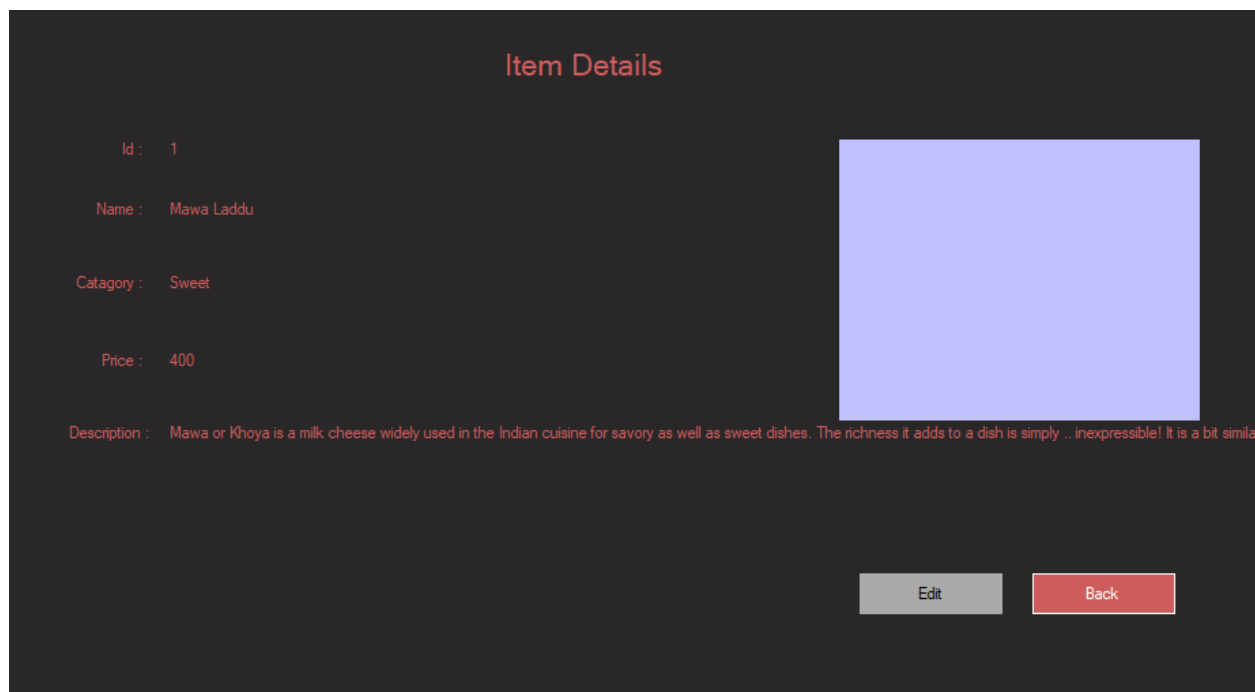 Item Details
Id : 1
Name : Mawa Laddu
Catagory : Sweet
Price : 400
Description : Mawa or Khoya is a milk cheese widely used in the Indian cuisine for savory as well as sweet dishes. The richness it adds to a dish is simply .. inexpressible! It is a bit simila
Edit Back